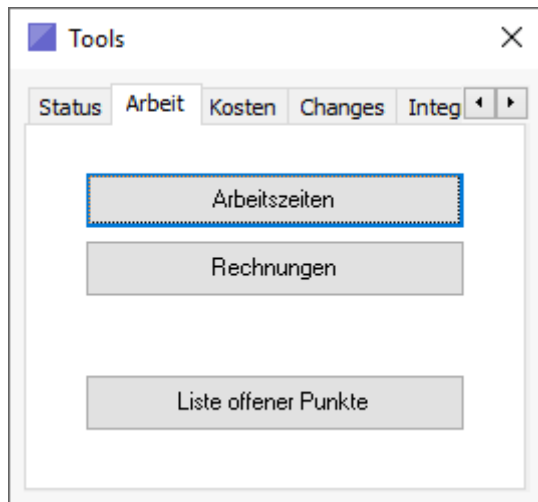 Tools
Status Arbeit Kosten Changes Integ
Arbeitszeiten
Rechnungen
Liste offener Punkte